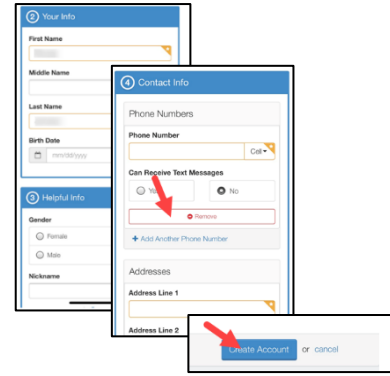 2 Your Info
First Name
Middle Name
Last Name
Birth Date
mm/dd/yyyy
3 Helpful Info
Gender
Female
Male
Nickname
4 Contact Info
Phone Numbers
Phone Number
Cell
Can Receive Text Messages
No
Remove
+ Add Another Phone Number
Addresses
Address Line 1
Address Line 2
Create Account or cancel